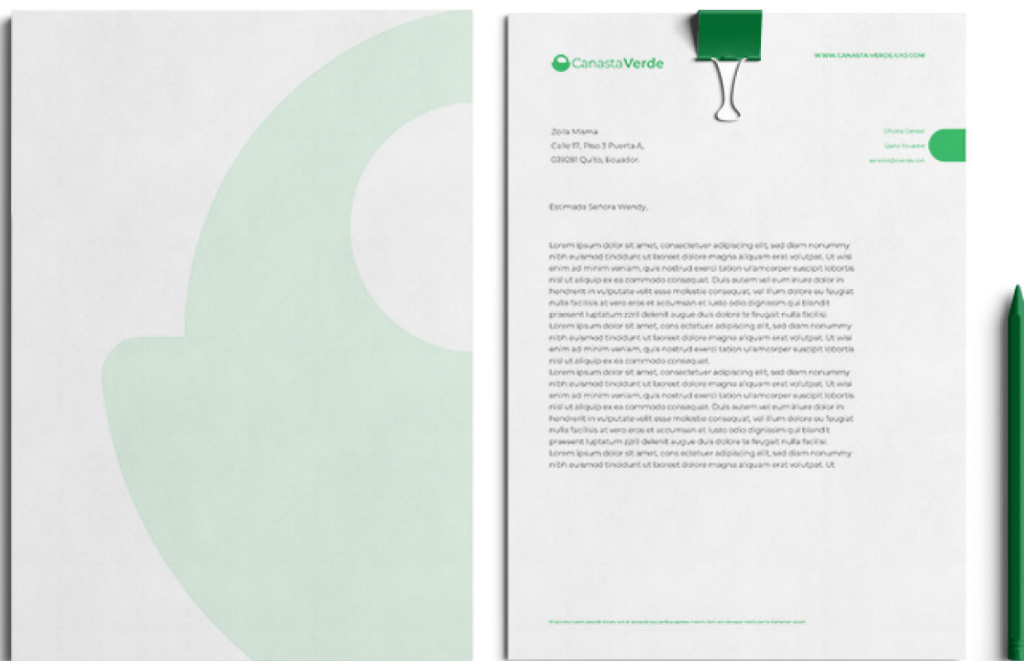 CanastaVerde
Zoila Misma
Calle 17, Piso 3 Puerta A,
Quito, Ecuador.
Quito Ecuador
Estimada Señora Wendy,
Lorem ipsum dolor sit amet, consectetuer adipiscing elit, sed diam nonummy
nibh euismod tincidunt ut laoreet dolore magna aliquam erat volutpat. Ut wisi
enim ad minim veniam, quis nostrud exerci tation ullamcorper suscipit lobortis
nisl ut aliquip ex ea commodo consequat. Duis autem vel eum iriure dolor in
hendrerit in vulputate velit esse molestie consequat, vel illum dolore eu feugiat
nulla facilisis at vero eros et accumsan et iusto odio dignissim qui blandit
praesent luptatum zzril delenit augue duis dolore te feugait nulla facilisi.
Lorem ipsum dolor sit amet, cons ectetuer adipiscing elit, sed diam nonummy
nibh euismod tincidunt ut laoreet dolore magna aliquam erat volutpat. Ut wisi
enim ad minim veniam, quis nostrud exerci tation ullamcorper suscipit lobortis
nisl ut aliquip ex ea commodo consequat.
Lorem ipsum dolor sit amet, consectetuer adipiscing elit, sed diam nonummy
nibh euismod tincidunt ut laoreet dolore magna aliquam erat volutpat. Ut wisi
enim ad minim veniam, quis nostrud exerci tation ullamcorper suscipit lobortis
nisl ut aliquip ex ea commodo consequat. Duis autem vel eum iriure dolor in
hendrerit in vulputate velit esse molestie consequat, vel illum dolore eu feugiat
nulla facilisis at vero eros et accumsan et iusto odio dignissim qui blandit
praesent luptatum zzril delenit augue duis dolore te feugait nulla facilisi.
Lorem ipsum dolor sit amet, cons ectetuer adipiscing elit, sed diam nonummy
nibh euismod tincidunt ut laoreet dolore magna aliquam erat volutpat. Ut